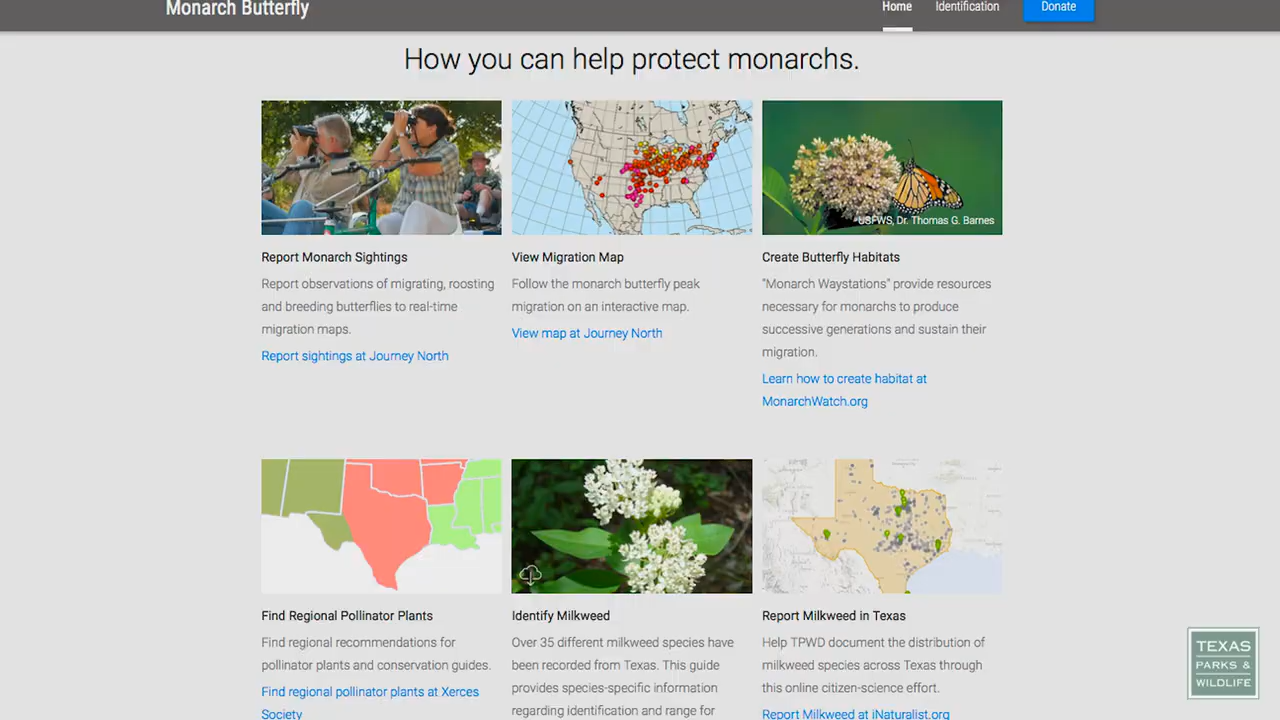 Monarch Butterfly
Home
Identification
Donate
How you can help protect monarchs.
USFWS, Dr. Thomas G. Barnes
Report Monarch Sightings
Report observations of migrating, roosting
and breeding butterflies to real-time
migration maps.
Report sightings at Journey North
View Migration Map
Follow the monarch butterfly peak
migration on an interactive map.
View map at Journey North
Create Butterfly Habitats
"Monarch Waystations" provide resources
necessary for monarchs to produce
successive generations and sustain their
migration.
Learn how to create habitat at
MonarchWatch.org
Find Regional Pollinator Plants
Find regional recommendations for
pollinator plants and conservation guides.
Find regional pollinator plants at Xerces
Society
Identify Milkweed
Over 35 different milkweed species have
been recorded from Texas. This guide
provides species-specific information
regarding identification and range for
Report Milkweed in Texas
Help TPWD document the distribution of
milkweed species across Texas through
this online citizen-science effort.
Report Milkweed at iNaturalist.org
TEXAS
PARKS &
WILDLIFE